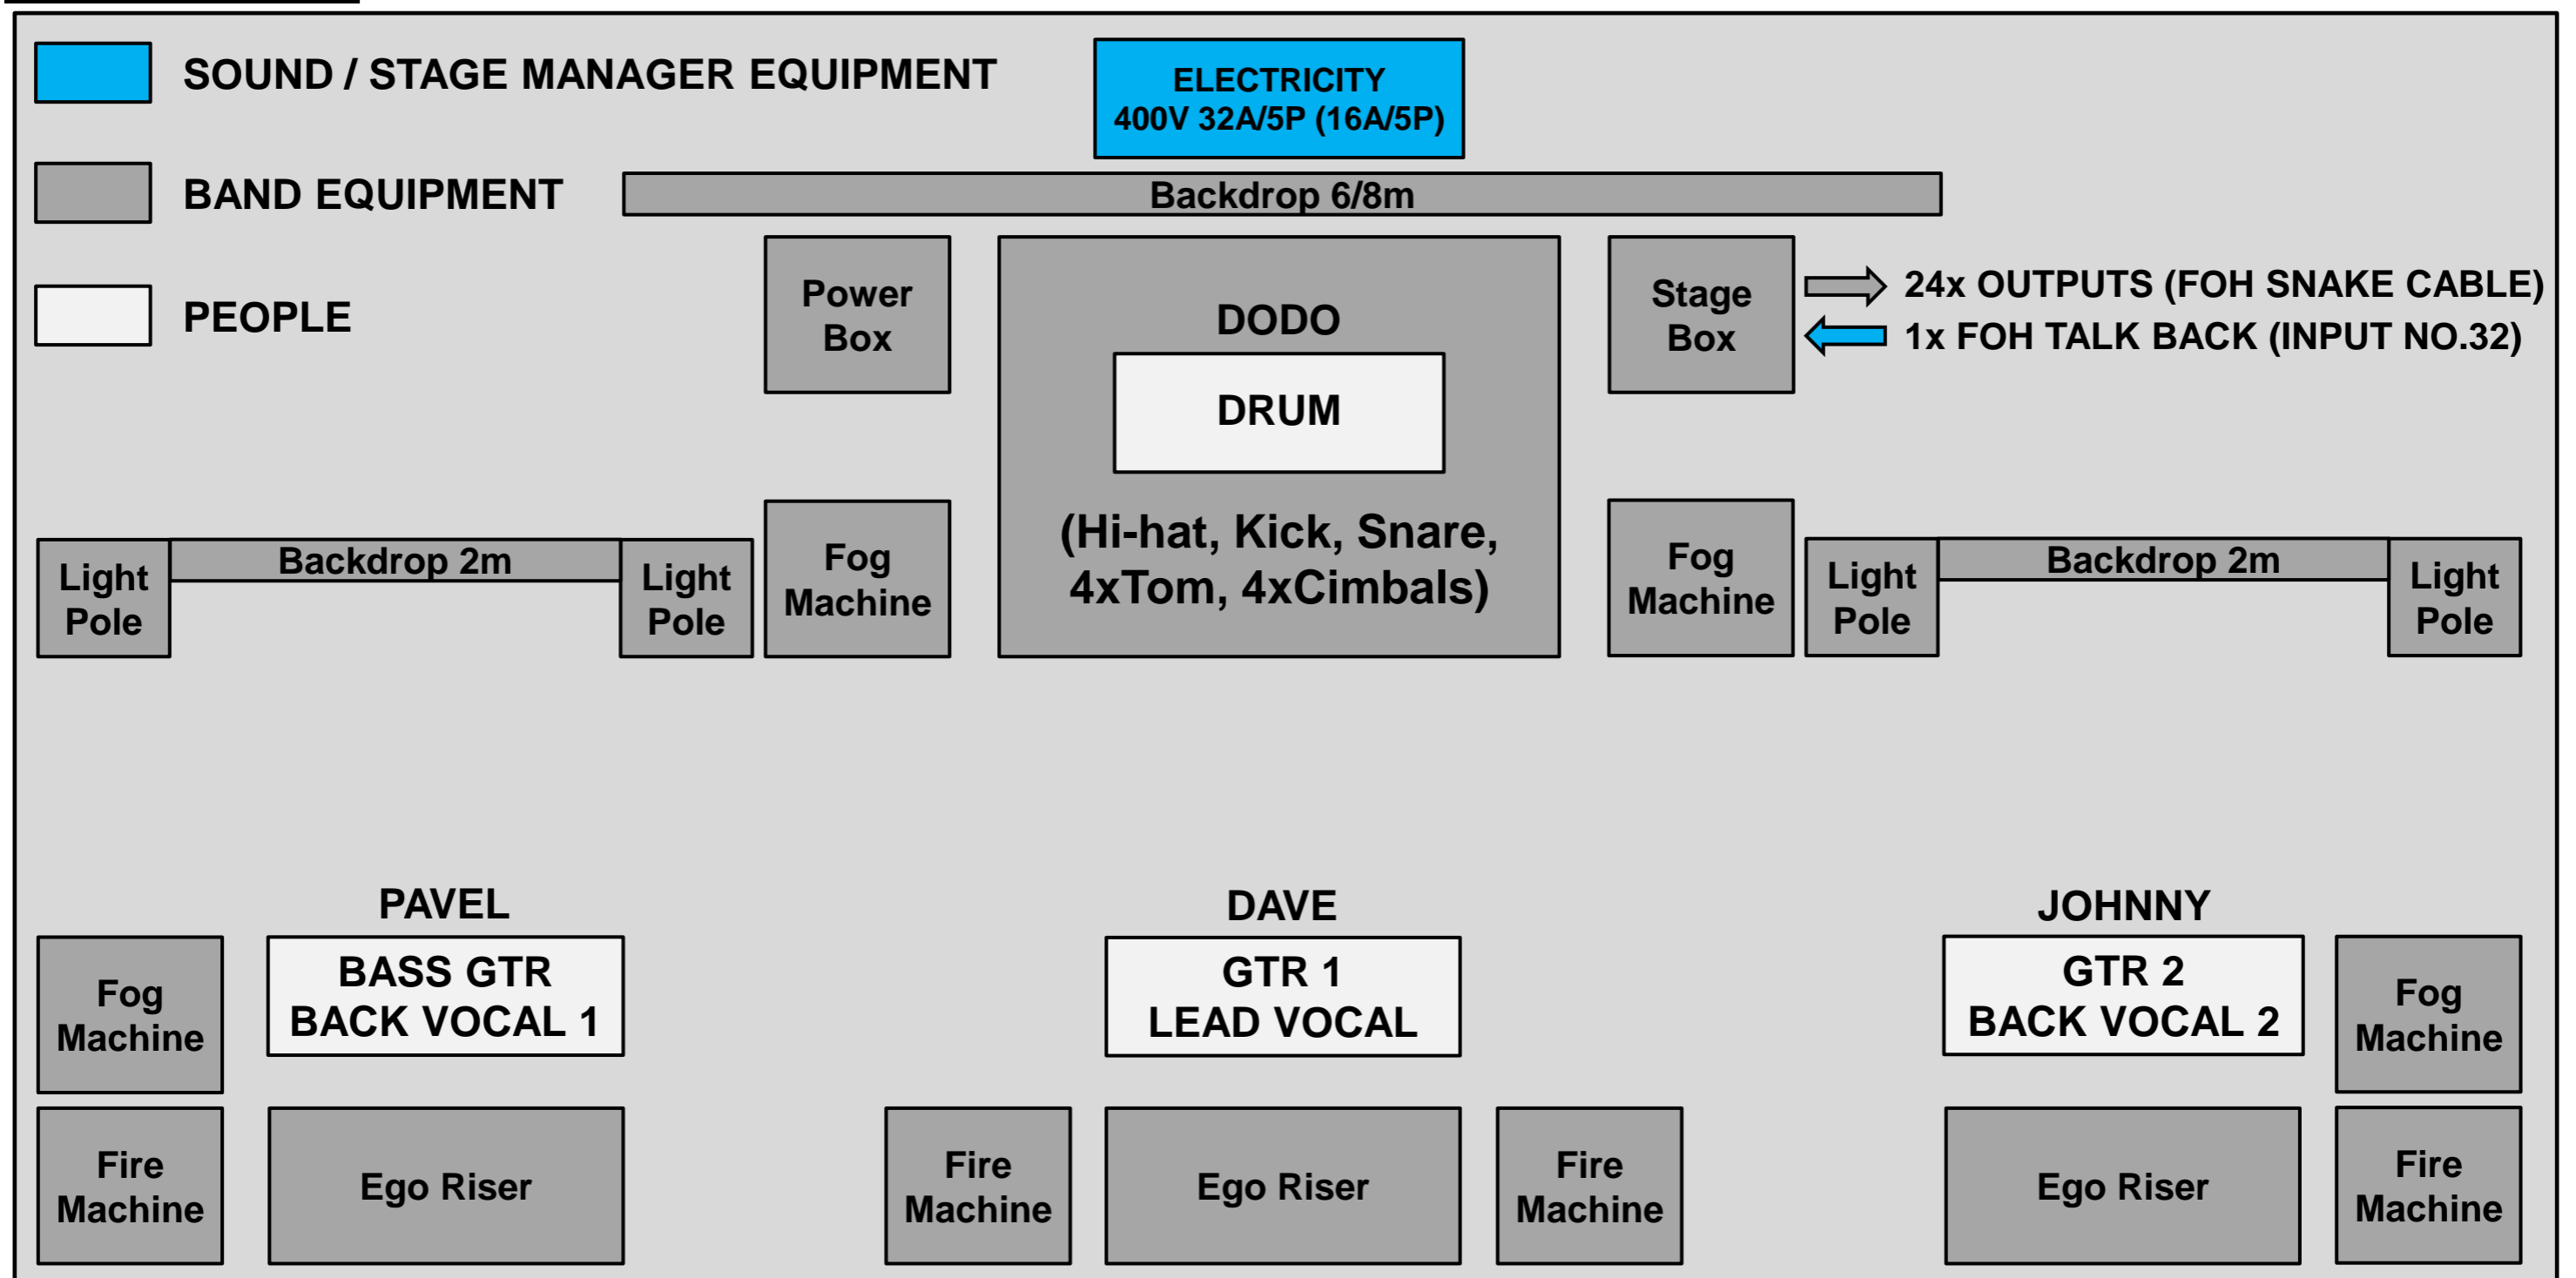 SOUND / STAGE MANAGER EQUIPMENT
ELECTRICITY
400V 32A/5P (16A/5P)
BAND EQUIPMENT
Backdrop 6/8m
PEOPLE
Power
Box
DODO
DRUM
(Hi-hat, Kick, Snare,
4xTom, 4xCimbals)
Stage
Box
24x OUTPUTS (FOH SNAKE CABLE)
1x FOH TALK BACK (INPUT NO.32)
Light
Pole
Backdrop 2m
Light
Pole
Fog
Machine
Fog
Machine
Light
Pole
Backdrop 2m
Light
Pole
PAVEL
DAVE
JOHNNY
Fog
Machine
BASS GTR
BACK VOCAL 1
GTR 1
LEAD VOCAL
GTR 2
BACK VOCAL 2
Fog
Machine
Fire
Machine
Ego Riser
Fire
Machine
Ego Riser
Fire
Machine
Ego Riser
Fire
Machine